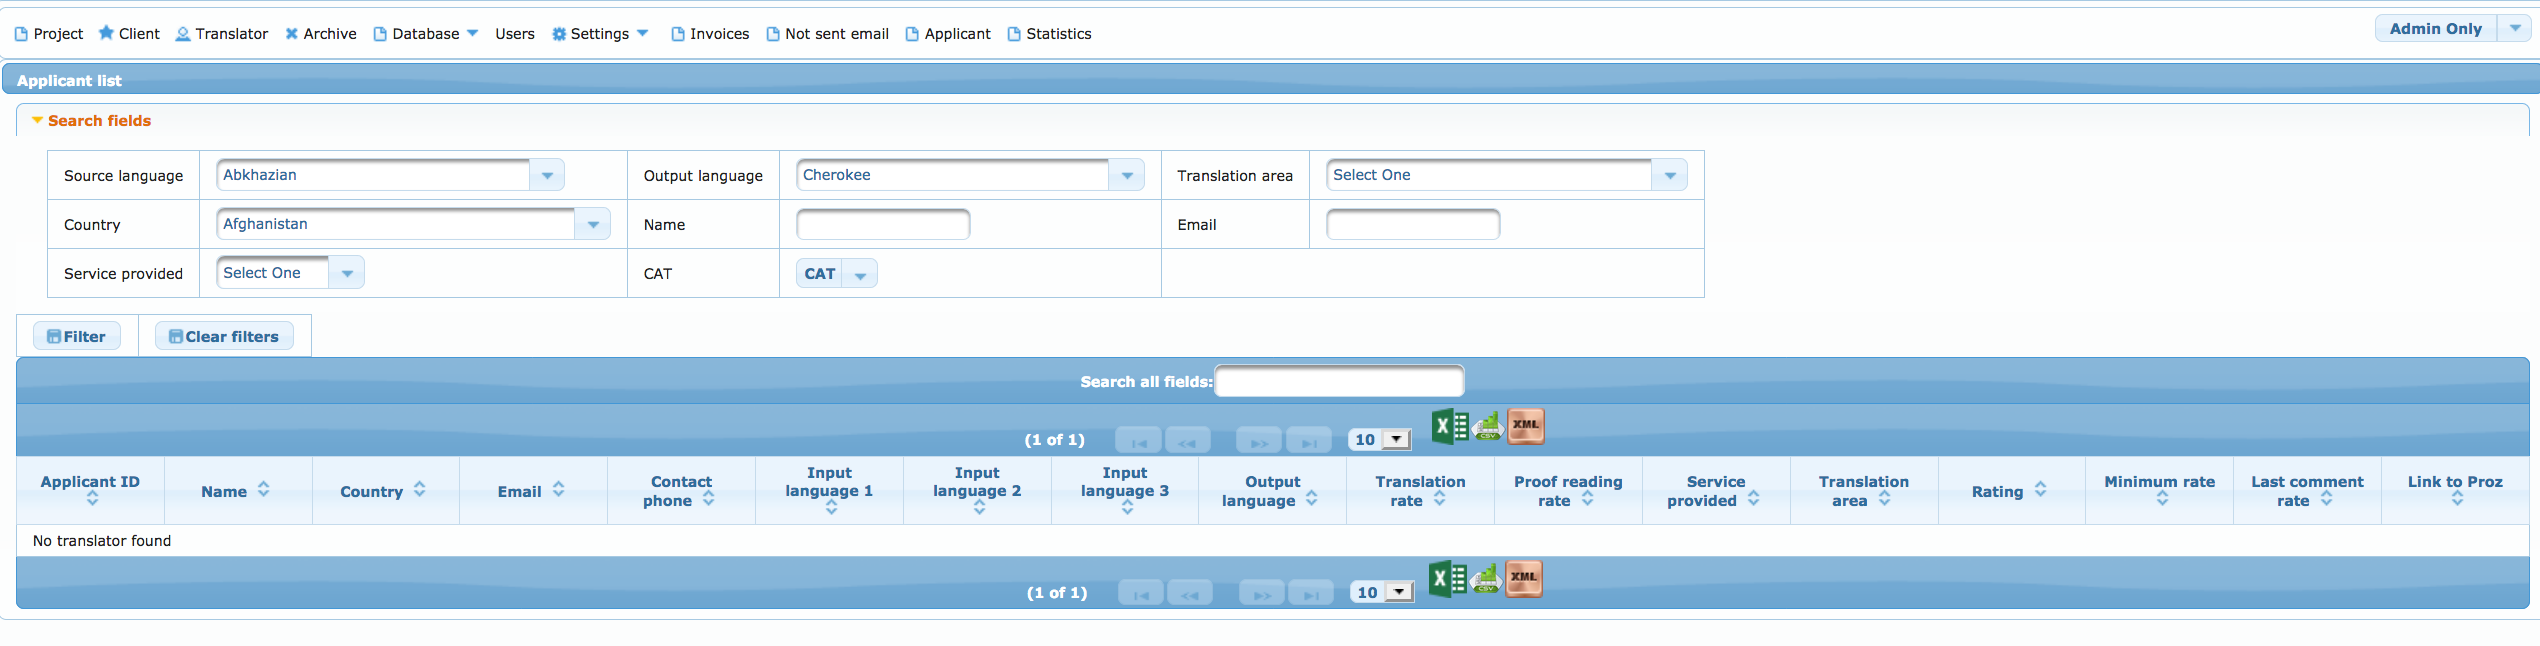 Project Client Translator Archive Database Users Settings Invoices Not sent email Applicant Statistics Admin Only
Applicant list
Search fields
Source language Abkhazian Output language Cherokee Translation area Select One
Country Afghanistan Name Email
Service provided Select One CAT CAT
Filter Clear filters
Search all fields:
(1 of 1) 10 CSV XML
Applicant ID Name Country Email Contact phone Input language 1 Input language 2 Input language 3 Output language Translation rate Proof reading rate Service provided Translation area Rating Minimum rate Last comment rate Link to Proz
No translator found
(1 of 1) 10 CSV XML